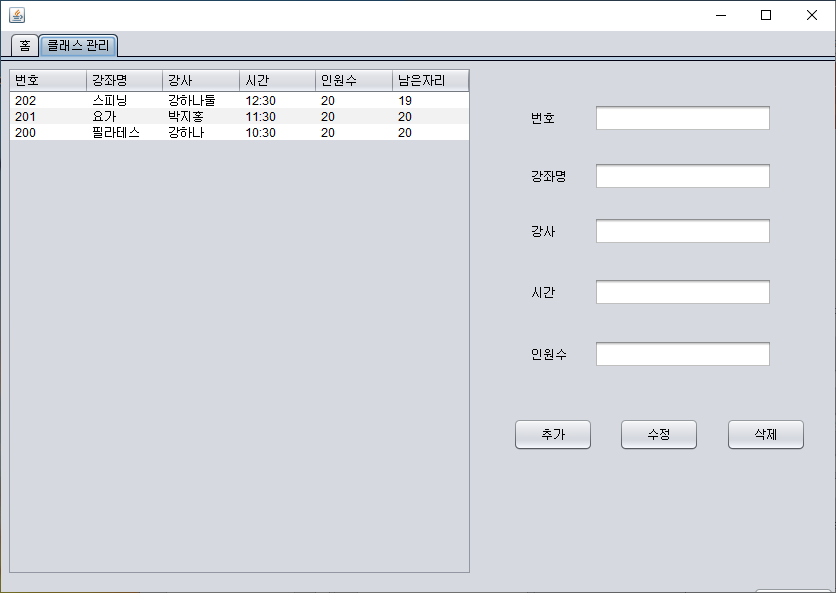 홈 클래스 관리
번호 강좌명 강사 시간 인원수 남은자리
202 스피닝 강하나둘 12:30 20 19
201 요가 박지홍 11:30 20 20
200 필라테스 강하나 10:30 20 20
번호
강좌명
강사
시간
인원수
추가 수정 삭제